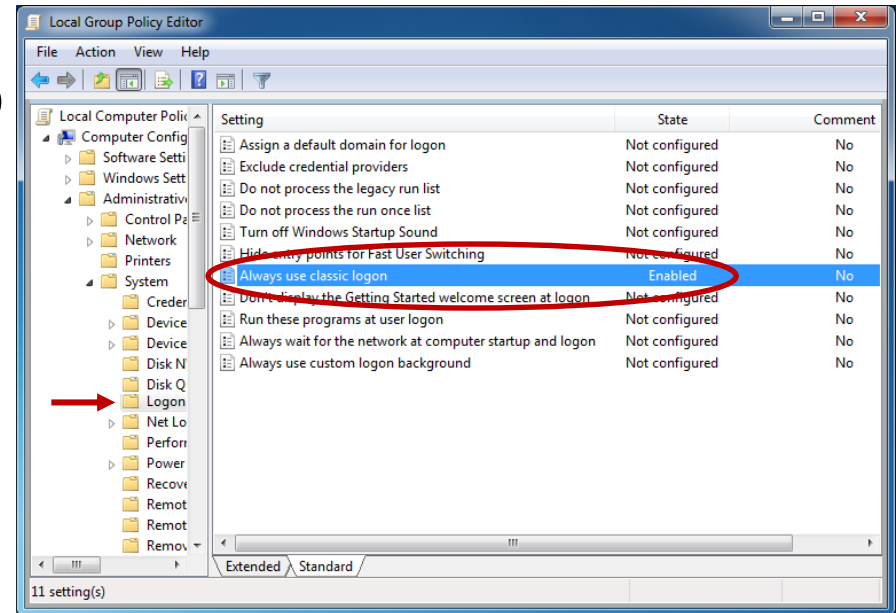 Local Group Policy Editor
File Action View Help
Local Computer Polic
Computer Config
Software Setti
Windows Sett
Administrativ
Control Pa
Network
Printers
System
Creder
Device
Device
Disk N
Disk Q
Logon
Net Lo
Perforr
Power
Recove
Remot
Remot
Remov
Setting State Comment
Assign a default domain for logon Not configured No
Exclude credential providers Not configured No
Do not process the legacy run list Not configured No
Do not process the run once list Not configured No
Turn off Windows Startup Sound Not configured No
Hide entry points for Fast User Switching Not configured No
Always use classic logon Enabled No
Don't display the Getting Started welcome screen at logon Not configured No
Run these programs at user logon Not configured No
Always wait for the network at computer startup and logon Not configured No
Always use custom logon background Not configured No
Extended Standard
11 setting(s)